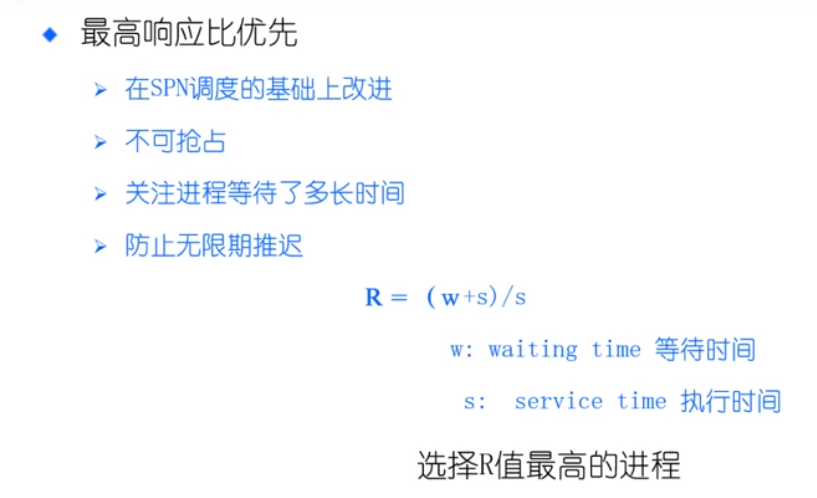 最高响应比优先
在SPN调度的基础上改进
不可抢占
关注进程等待了多长时间
防止无限期推迟
R = (w+s)/s
w: waiting time 等待时间
s: service time 执行时间
选择R值最高的进程